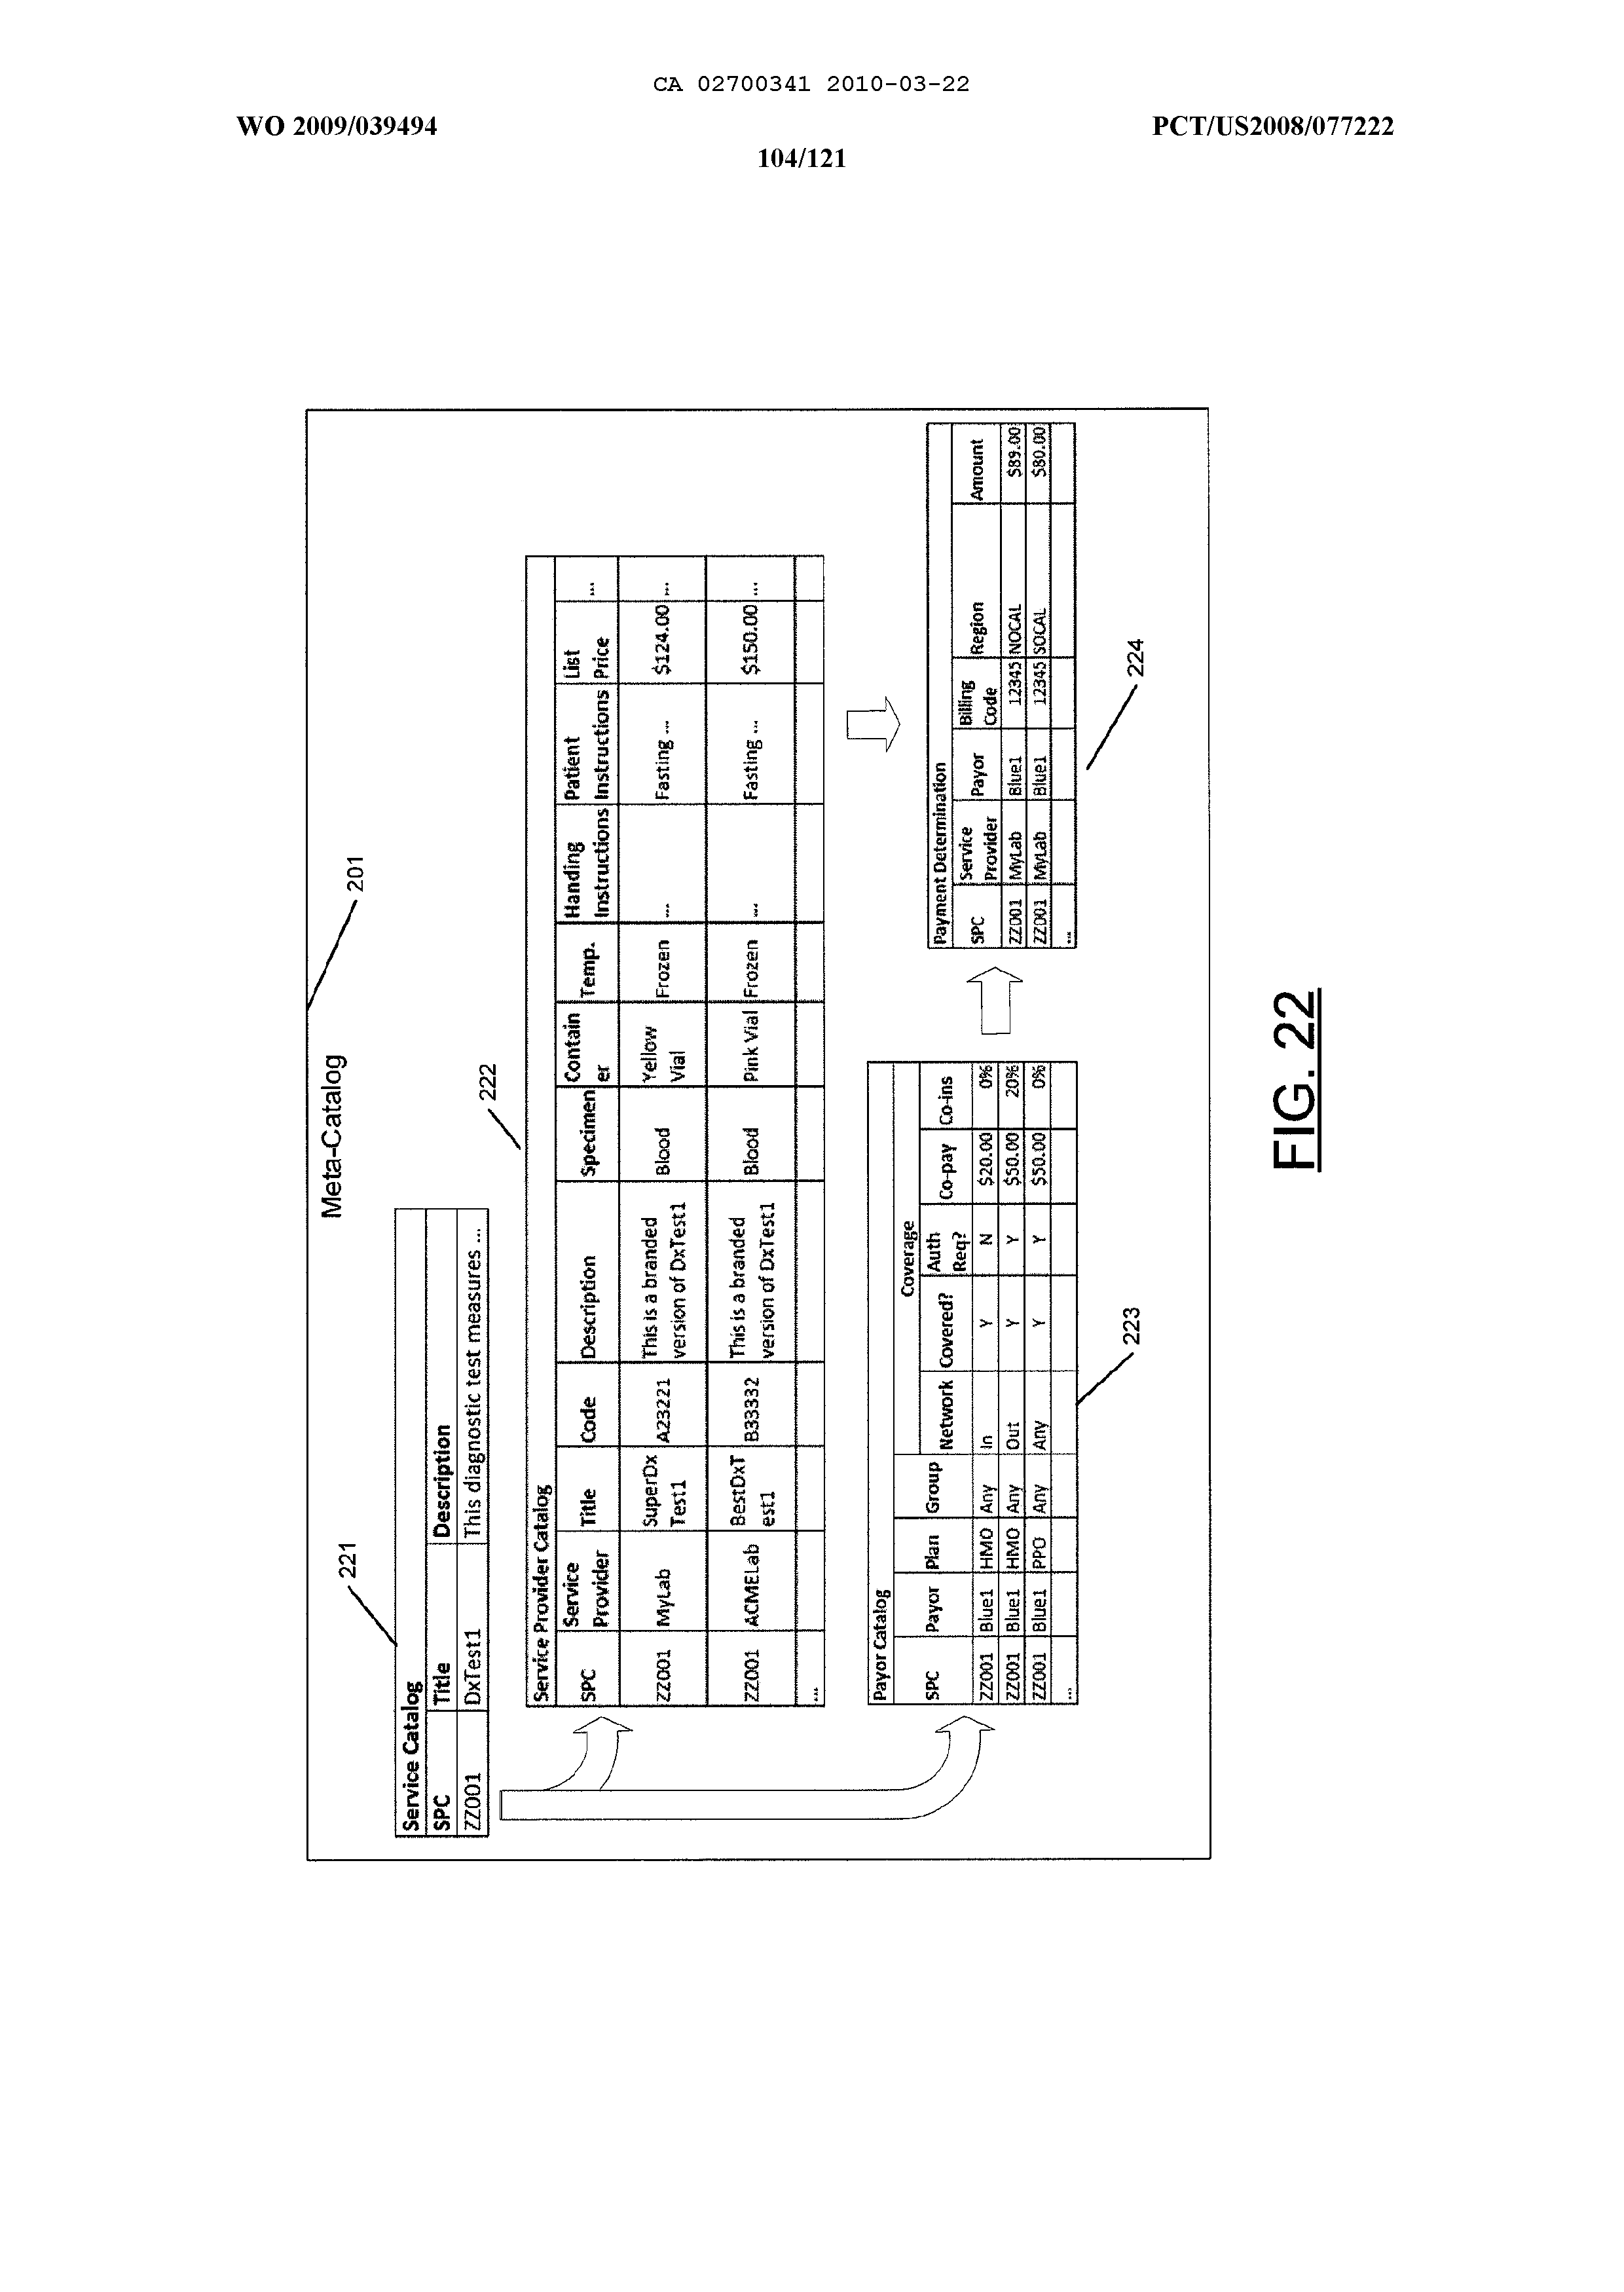 CA 02700341 2010-03-22
WO 2009/039494 PCT/US2008/077222
104/121
Meta-Catalog
201
221
Service Catalog
SPC Title Description
ZZ001 DxTest1 This diagnostic test measures ...
222
Service Provider Catalog
SPC Service Provider Title Code Description Specimen Contain er Temp. Handing Instructions Patient Instructions List Price ...
ZZ001 MyLab SuperDx Test1 A23221 This is a branded version of DxTest1 Blood Yellow Vial Frozen ... Fasting ... $124.00 ...
ZZ001 ACMELab BestDxT est1 B33332 This is a branded version of DxTest1 Blood Pink Vial Frozen ... Fasting ... $150.00 ...
...
Payor Catalog
Coverage
SPC Payor Plan Group Network Covered? Auth Req? Co-pay Co-ins
ZZ001 Blue1 HMO Any In Y N $20.00 0%
ZZ001 Blue1 HMO Any Out Y Y $50.00 20%
ZZ001 Blue1 PPO Any Any Y Y $50.00 0%
...
223
Payment Determination
SPC Service Provider Payor Billing Code Region Amount
ZZ001 MyLab Blue1 12345 NOCAL $89.00
ZZ001 MyLab Blue1 12345 SOCAL $80.00
...
224
FIG. 22